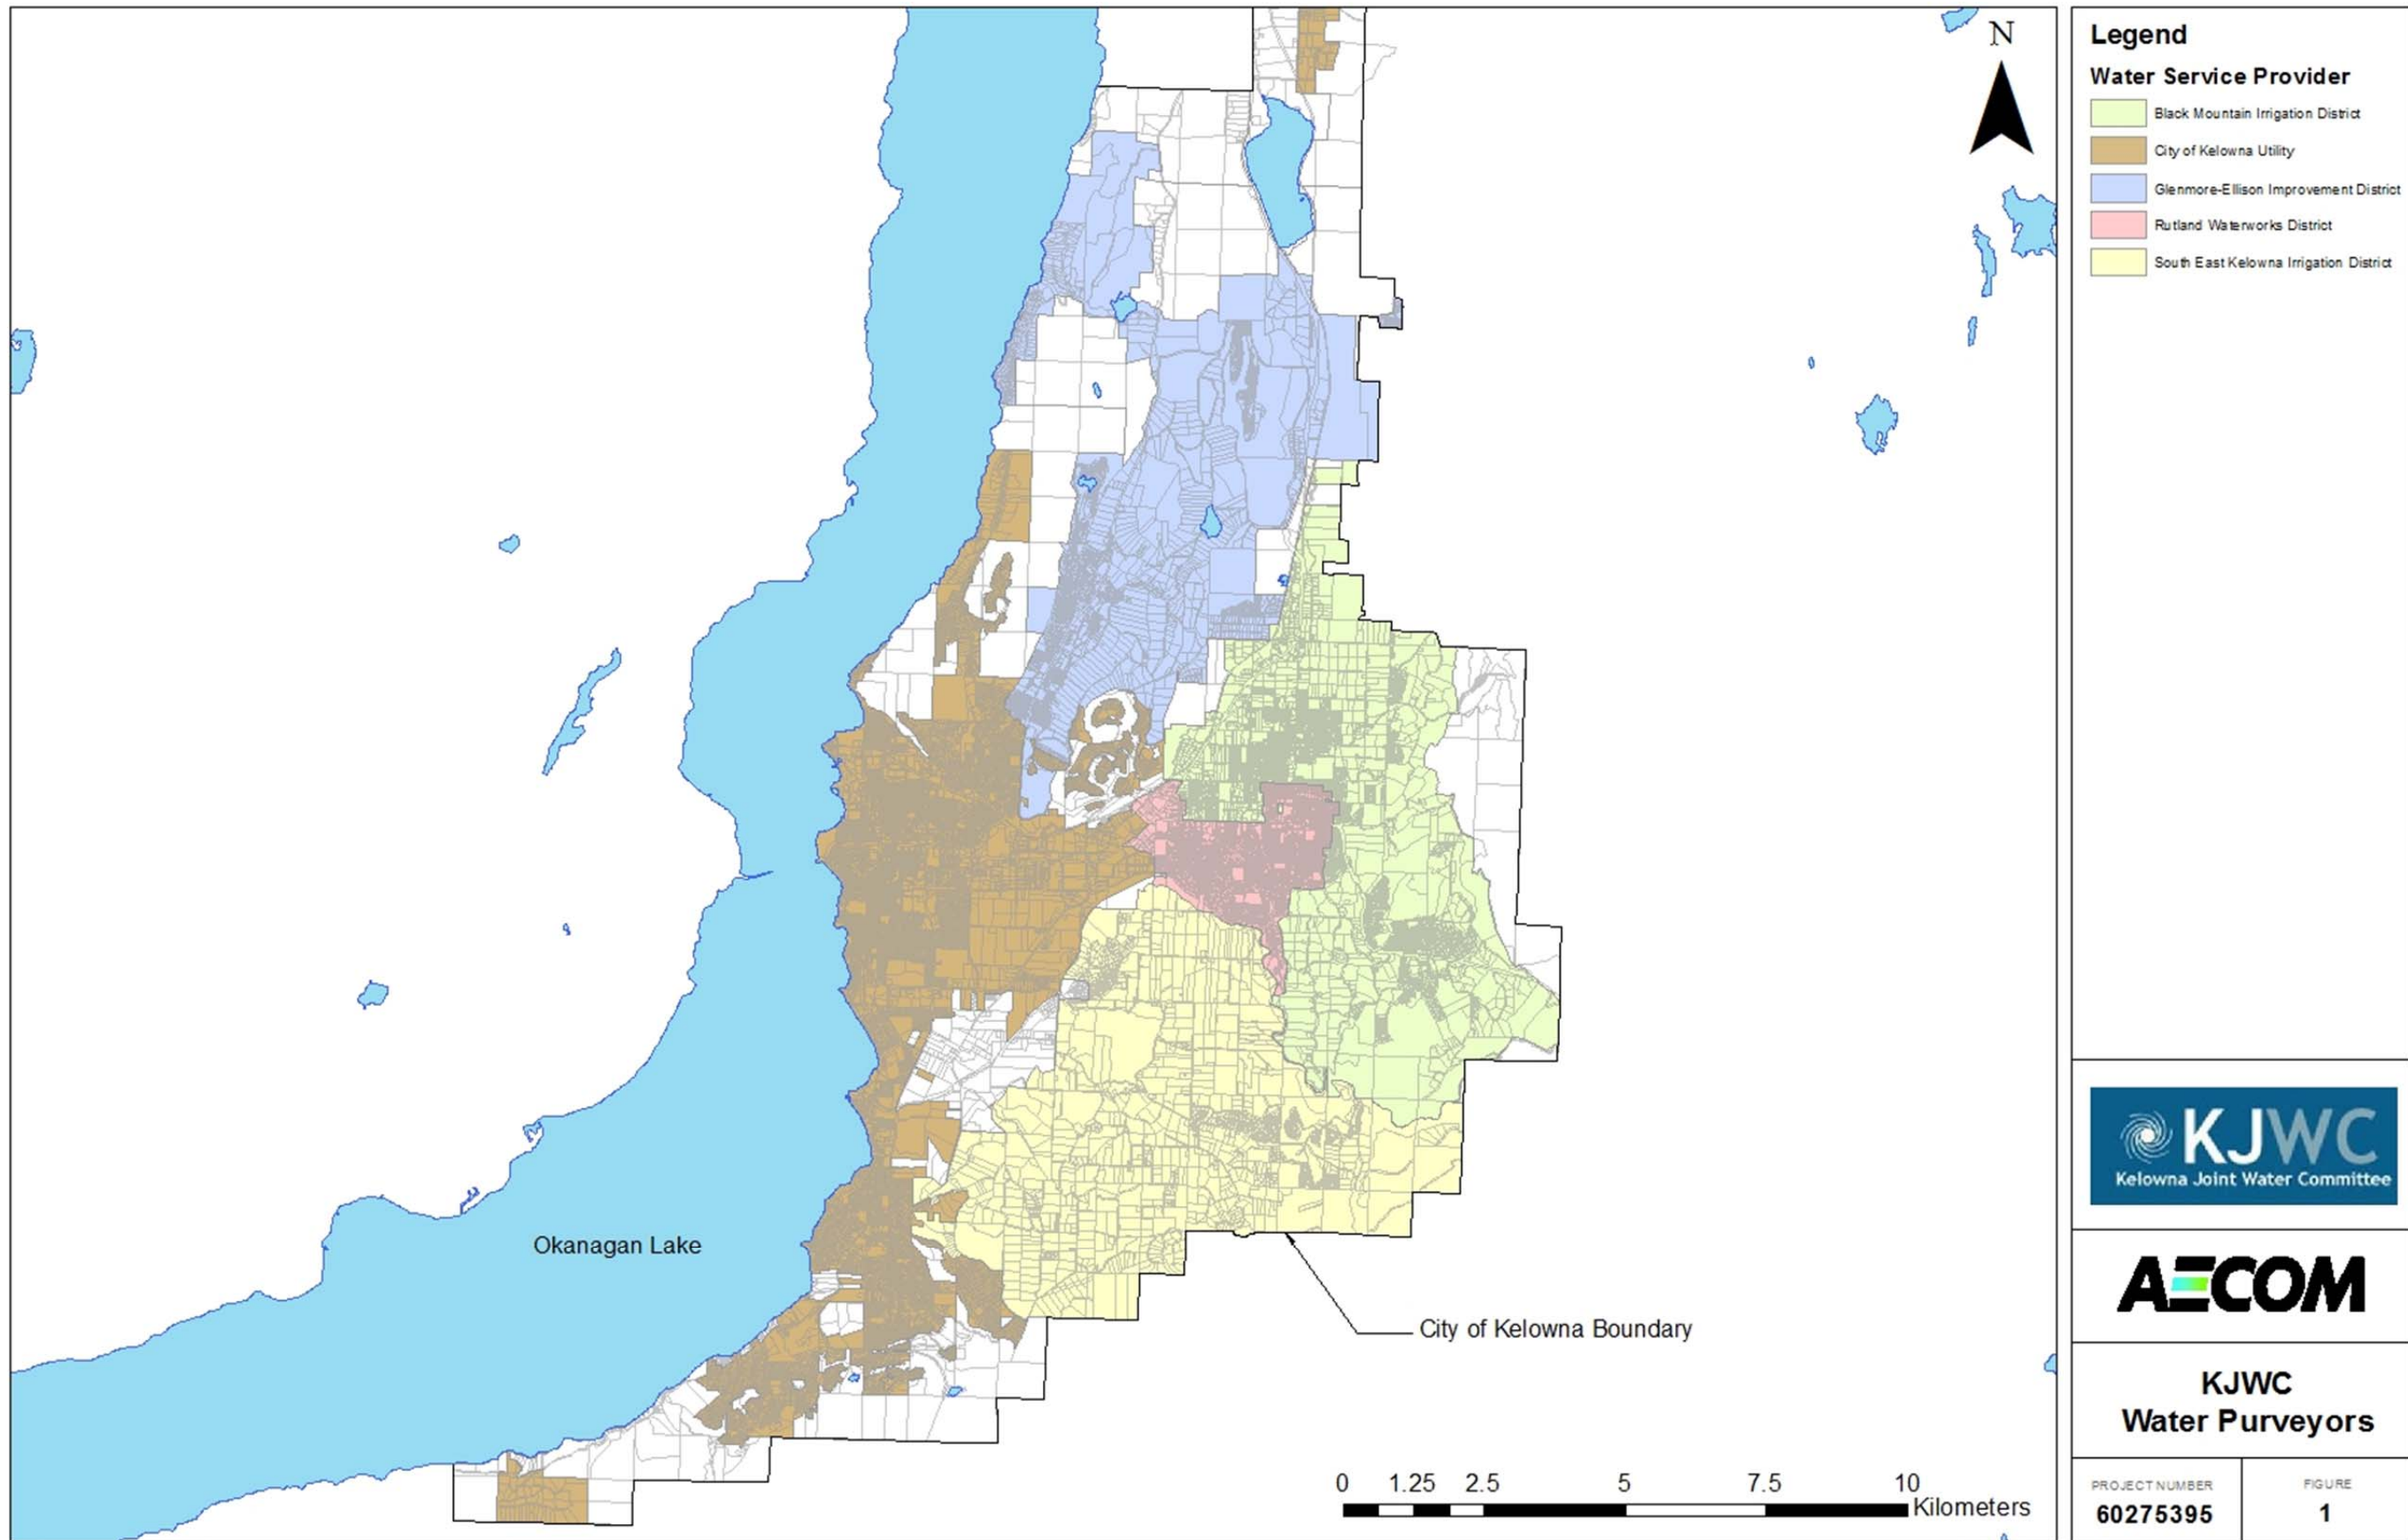 N
Legend
Water Service Provider
Black Mountain Irrigation District
City of Kelowna Utility
Glenmore-Ellison Improvement District
Rutland Waterworks District
South East Kelowna Irrigation District
Okanagan Lake
City of Kelowna Boundary
0 1.25 2.5 5 7.5 10
Kilometers
KJWC
Kelowna Joint Water Committee
AECOM
KJWC
Water Purveyors
PROJECT NUMBER
60275395
FIGURE
1